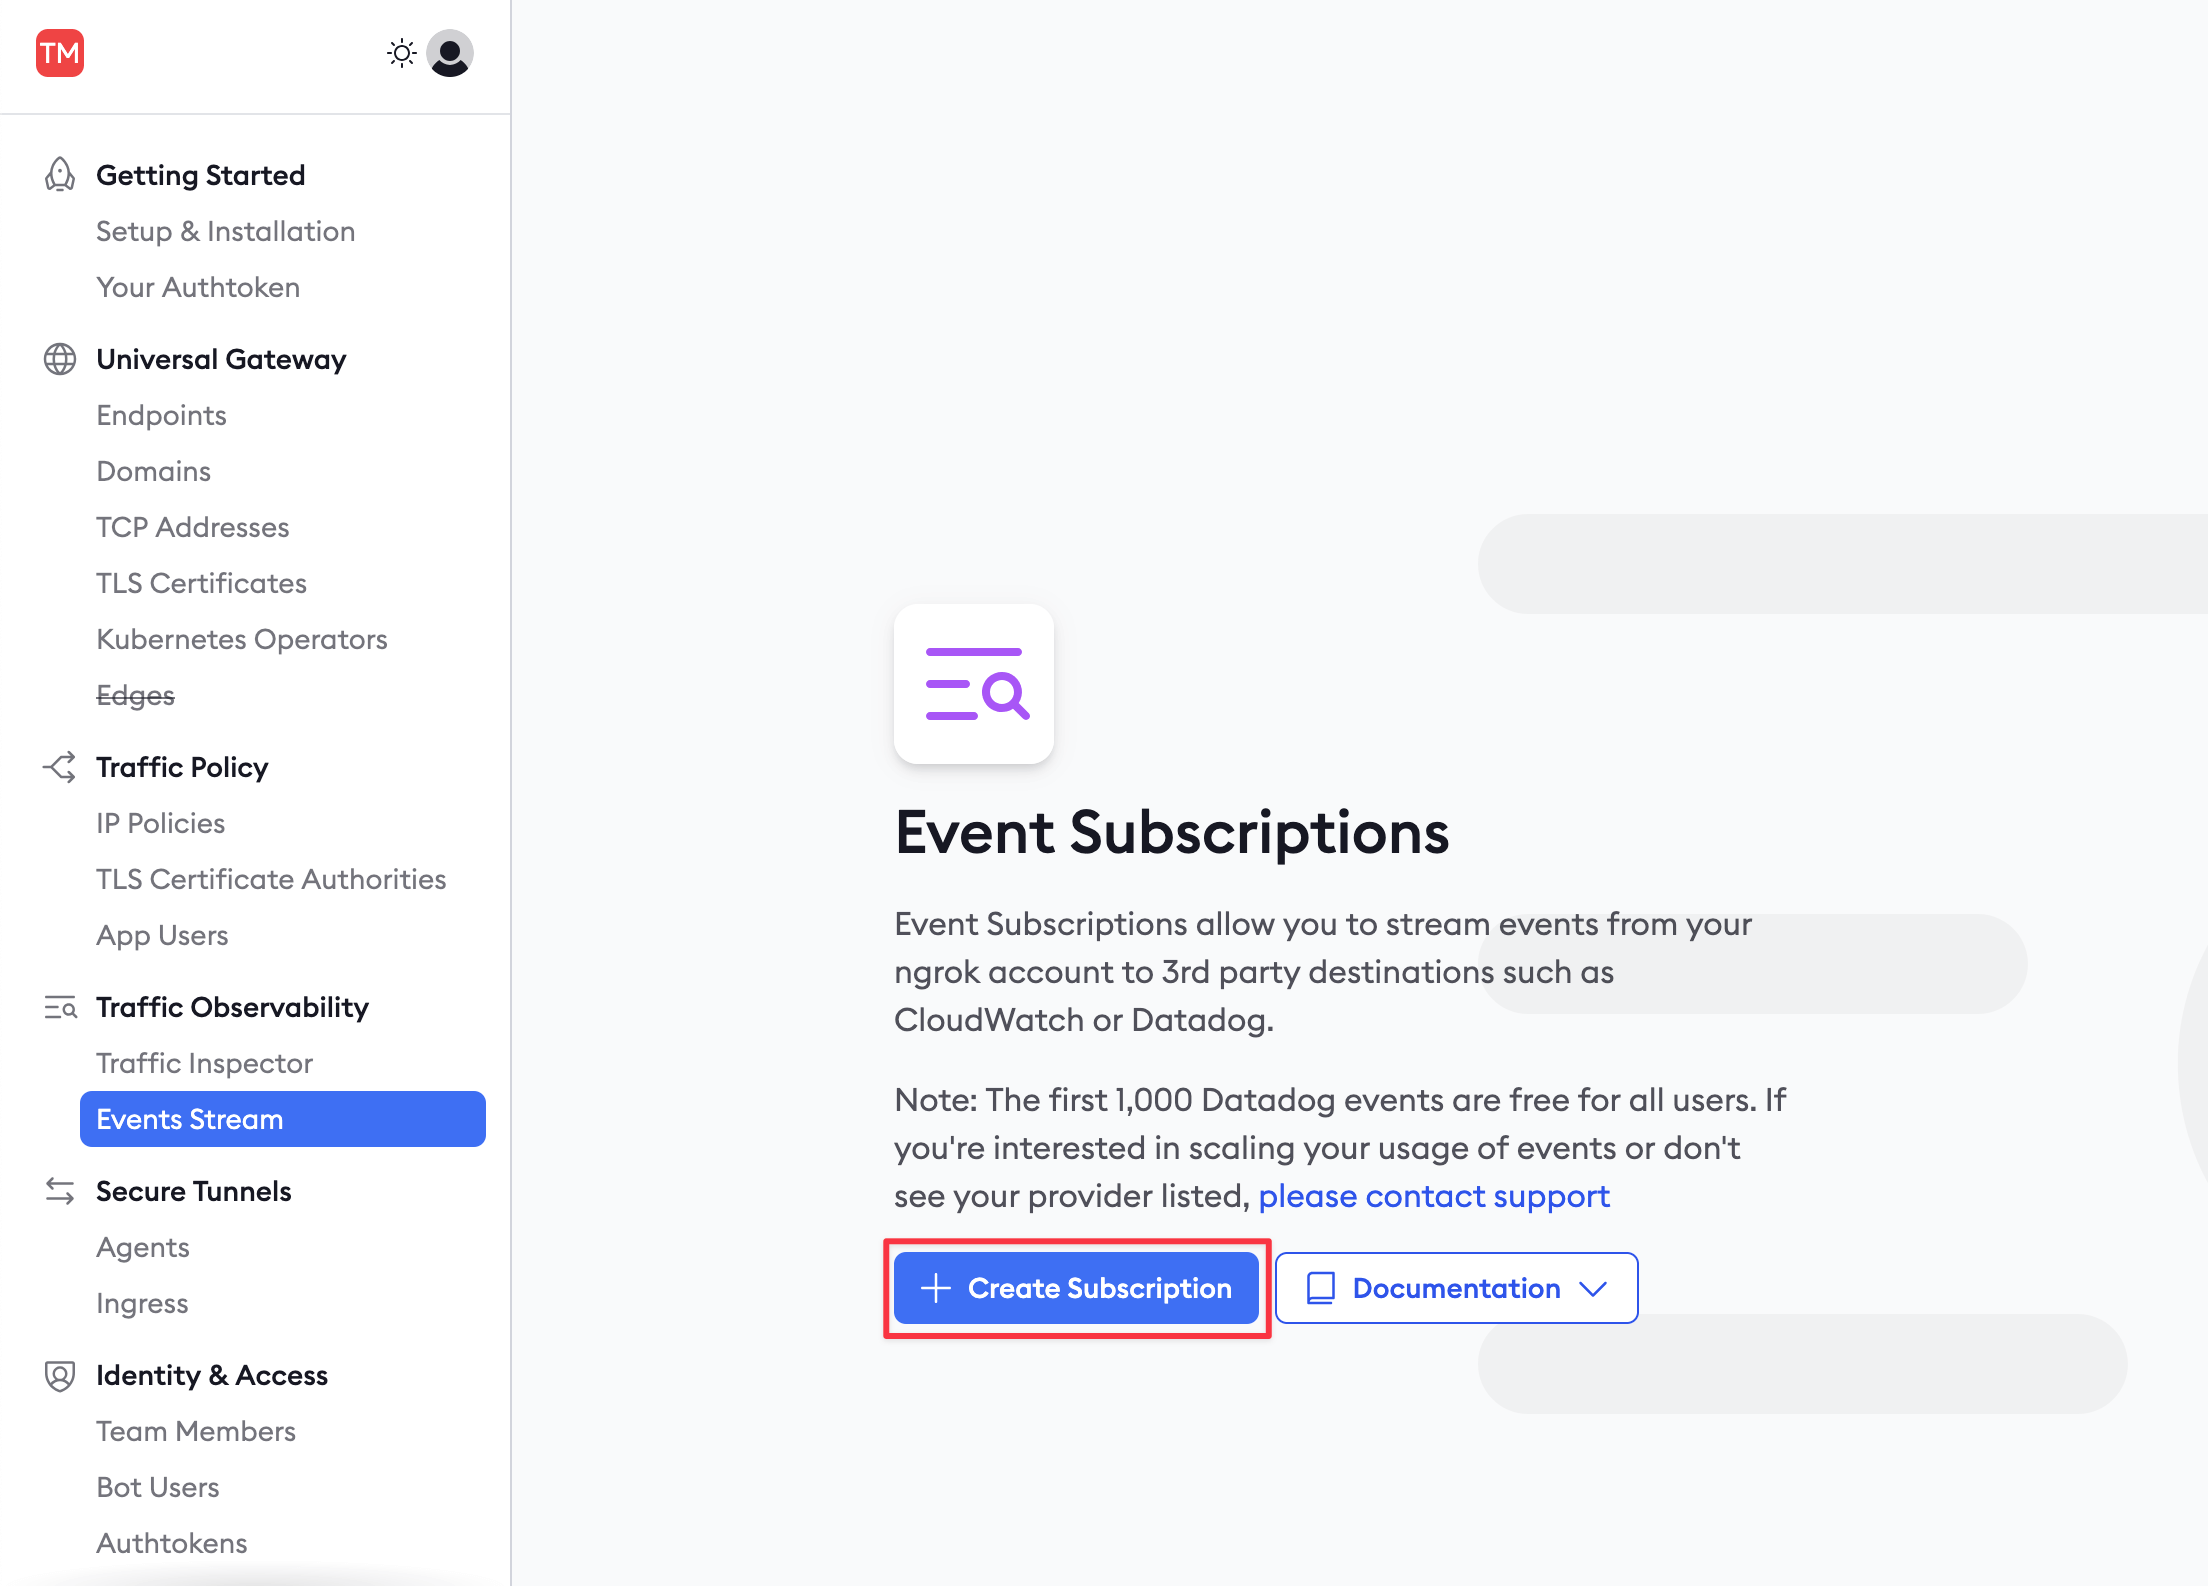 TM
Getting Started
Setup & Installation
Your Authtoken
Universal Gateway
Endpoints
Domains
TCP Addresses
TLS Certificates
Kubernetes Operators
Edges
Traffic Policy
IP Policies
TLS Certificate Authorities
App Users
Traffic Observability
Traffic Inspector
Events Stream
Secure Tunnels
Agents
Ingress
Identity & Access
Team Members
Bot Users
Authtokens
Event Subscriptions
Event Subscriptions allow you to stream events from your
ngrok account to 3rd party destinations such as
CloudWatch or Datadog.
Note: The first 1,000 Datadog events are free for all users. If
you're interested in scaling your usage of events or don't
see your provider listed, please contact support
Create Subscription
Documentation